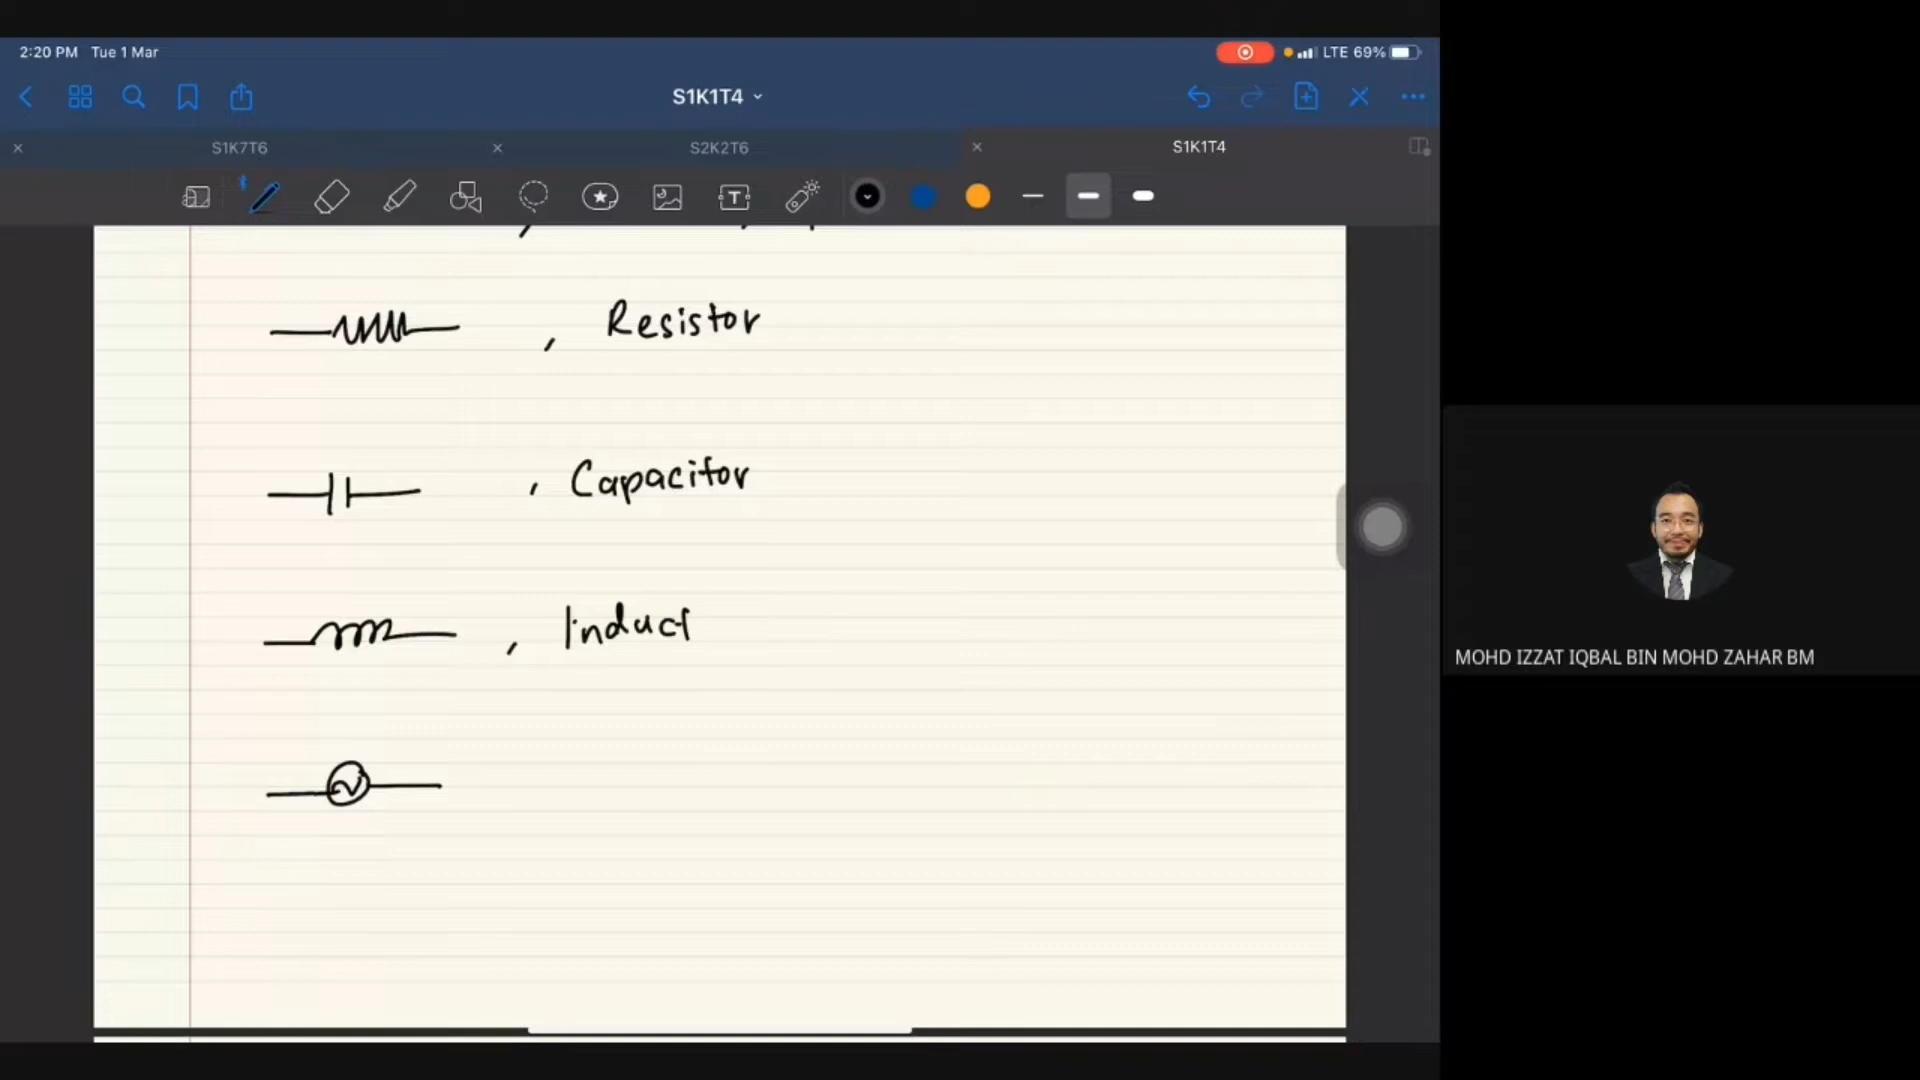 2:20 PM Tue 1 Mar
LTE 69%
S1K1T4
S1K7T6
S2K2T6
S1K1T4
, Resistor
, Capacitor
, Induct
MOHD IZZAT IQBAL BIN MOHD ZAHAR BM